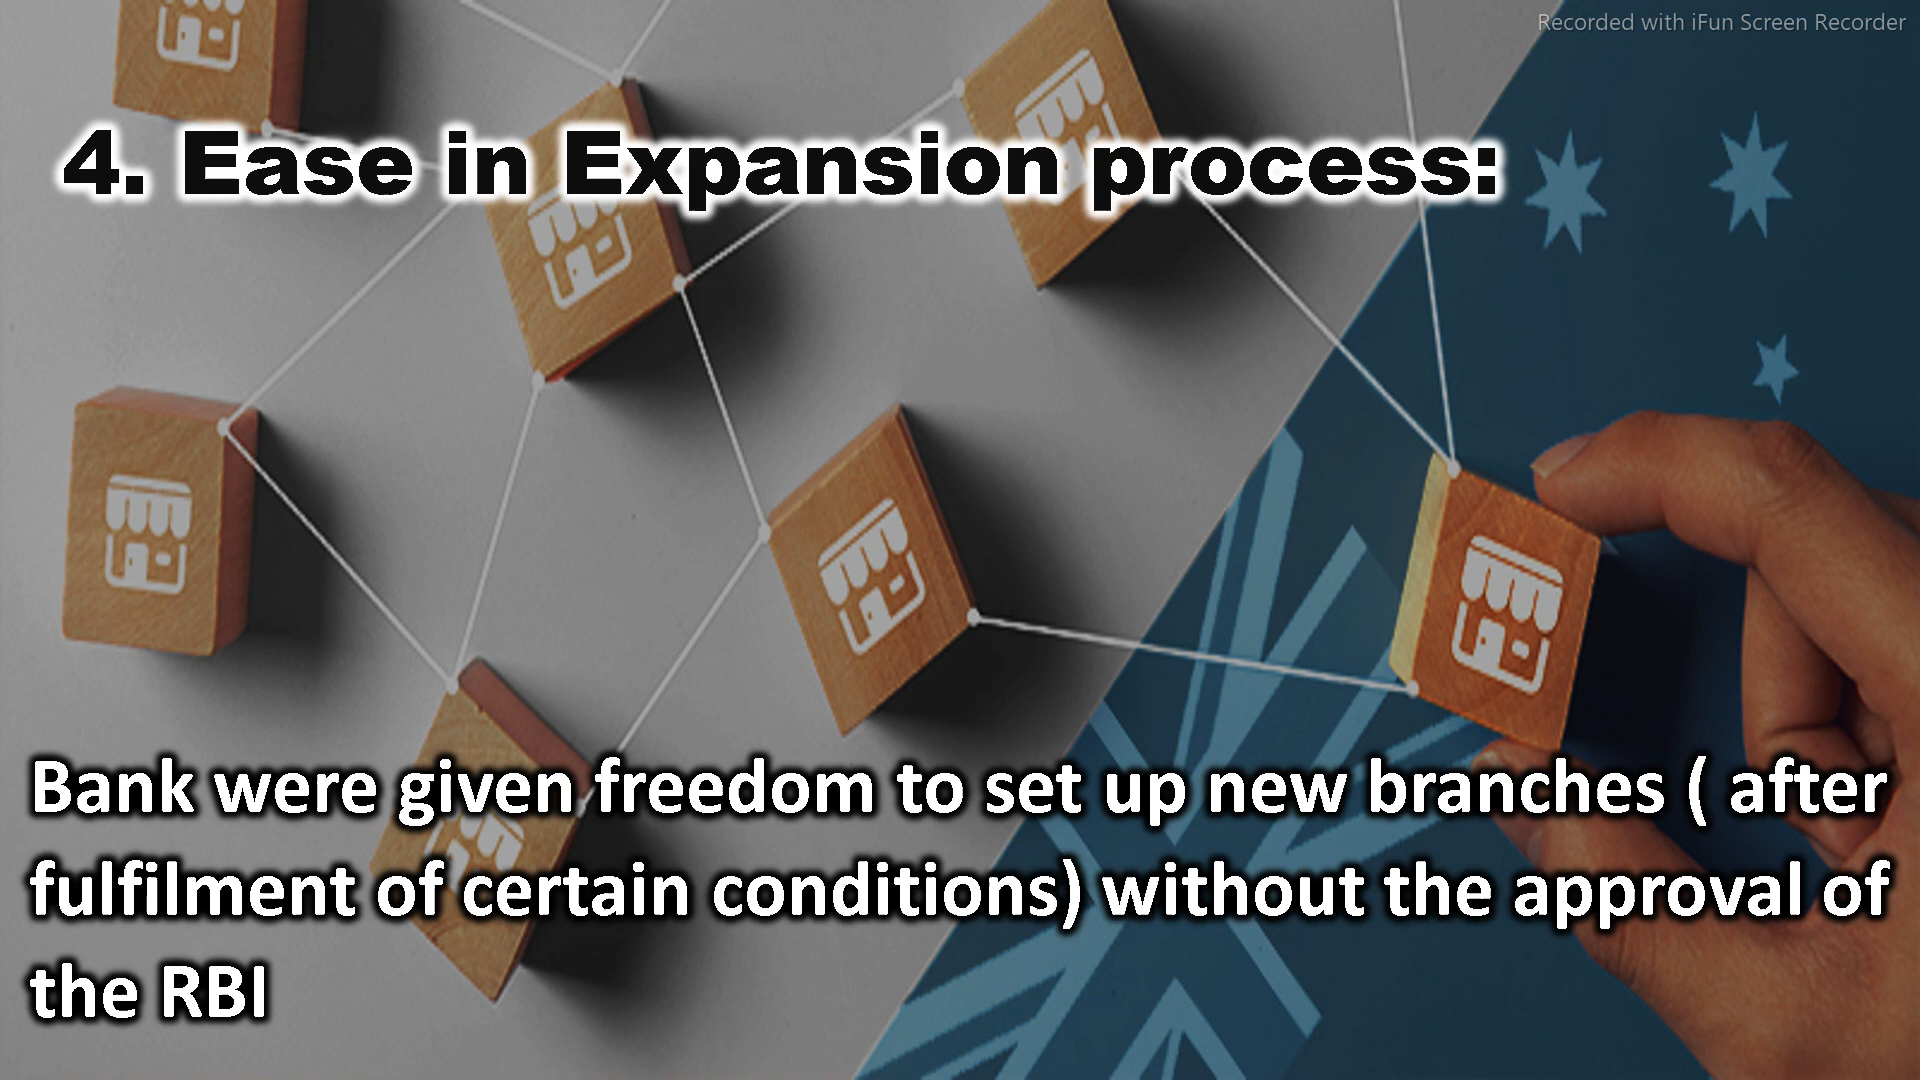 Recorded with iFun Screen Recorder
4. Ease in Expansion process:
Bank were given freedom to set up new branches ( after
fulfilment of certain conditions) without the approval of
the RBI